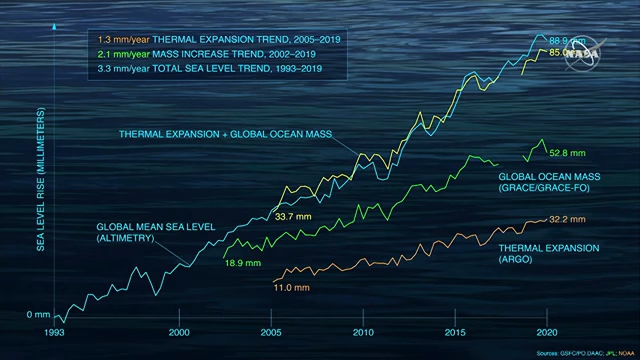 NASA
1.3 mm/year THERMAL EXPANSION TREND, 2005–2019
2.1 mm/year MASS INCREASE TREND, 2002–2019
3.3 mm/year TOTAL SEA LEVEL TREND, 1993–2019
88.9 mm
85.0 mm
THERMAL EXPANSION + GLOBAL OCEAN MASS
52.8 mm
GLOBAL OCEAN MASS
(GRACE/GRACE-FO)
SEA LEVEL RISE (MILLIMETERS)
33.7 mm
32.2 mm
GLOBAL MEAN SEA LEVEL
(ALTIMETRY)
THERMAL EXPANSION
(ARGO)
18.9 mm
11.0 mm
0 mm
1993 2000 2005 2010 2015 2020
Sources: GSFC/PO.DAAC; JPL; NOAA